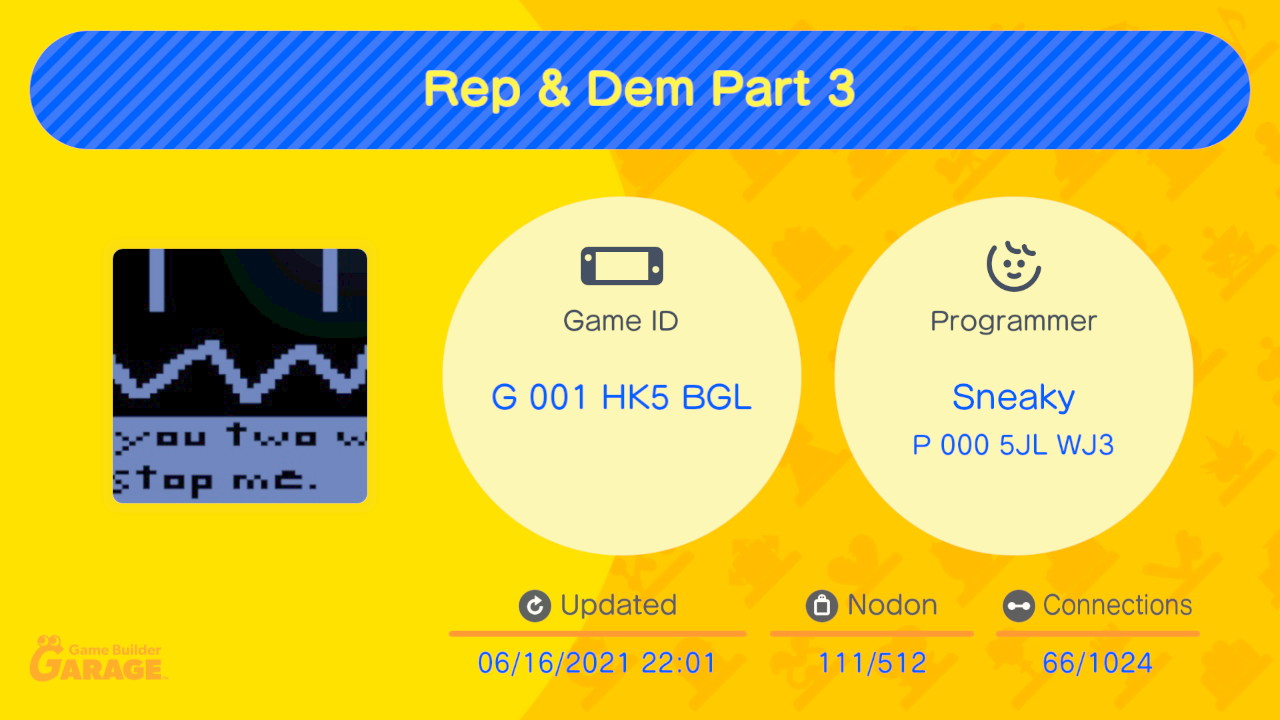 Rep & Dem Part 3
Game ID
G 001 HK5 BGL
Programmer
Sneaky
P 000 5JL WJ3
you two w
stop me.
Updated
06/16/2021 22:01
Nodon
111/512
Connections
66/1024
Game Builder
GARAGE™